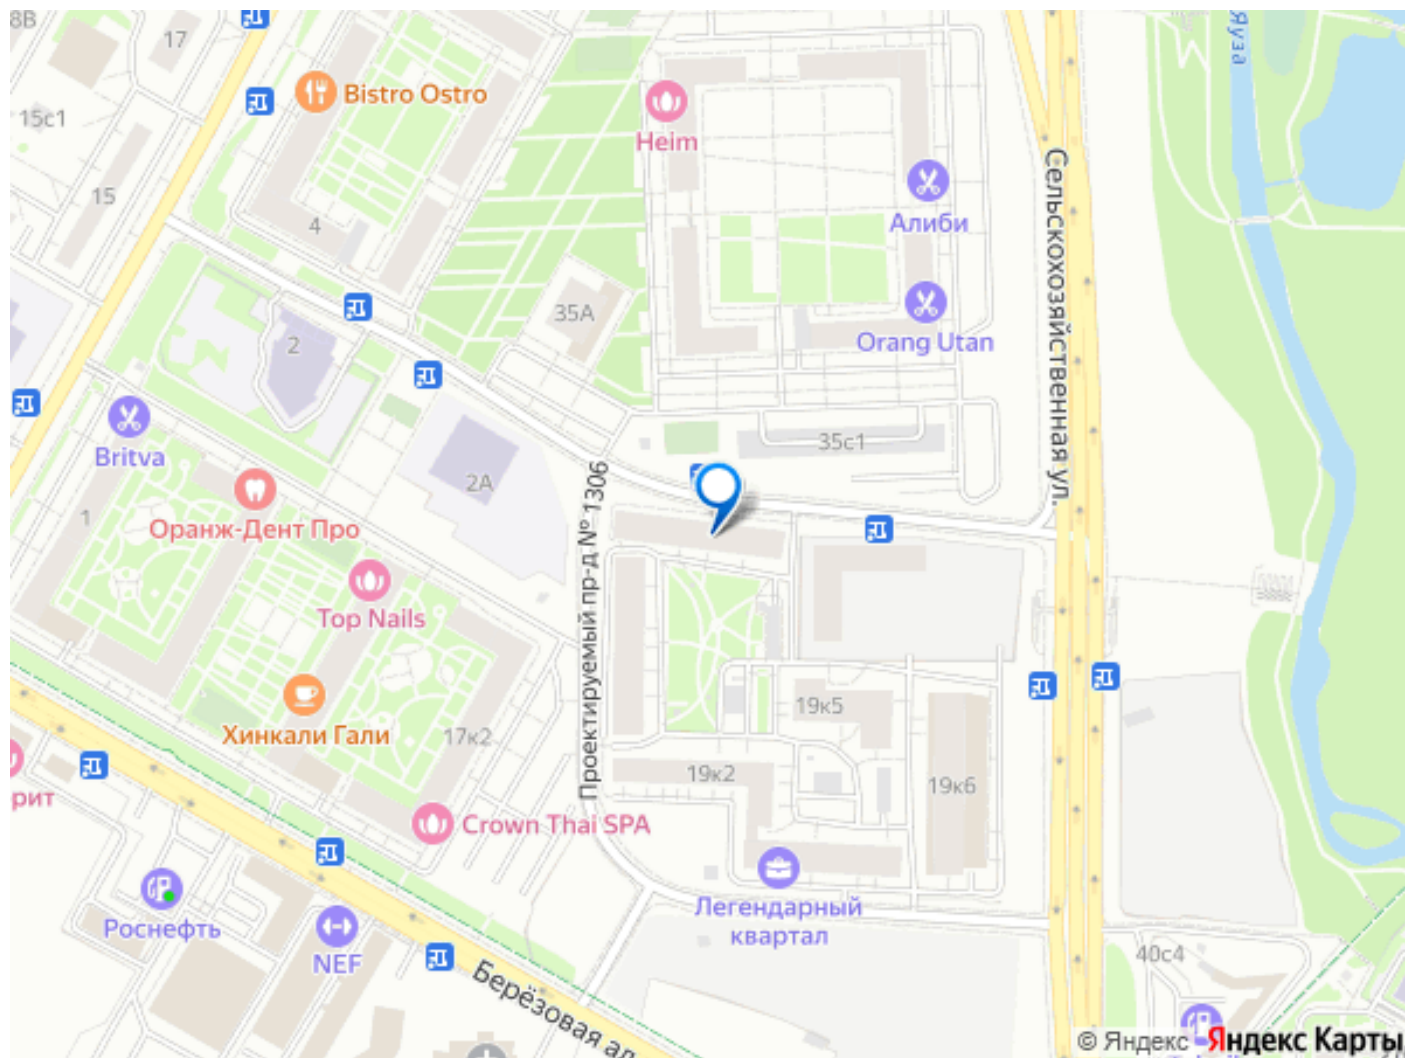 8В
17
Bistro Ostro
15с1
Heim
Яуза
15
4
Алиби
Сельскохозяйственная ул.
35А
2
Orang Utan
Britva
35с1
2А
1
Оранж-Дент Про
Проектируемый пр-д № 1306
Top Nails
19к5
Хинкали Гали
17к2
19к2
19к6
рит
Crown Thai SPA
Роснефть
Легендарный
квартал
NEF
Берёзовая ал
40с4
© Яндекс Яндекс Карты